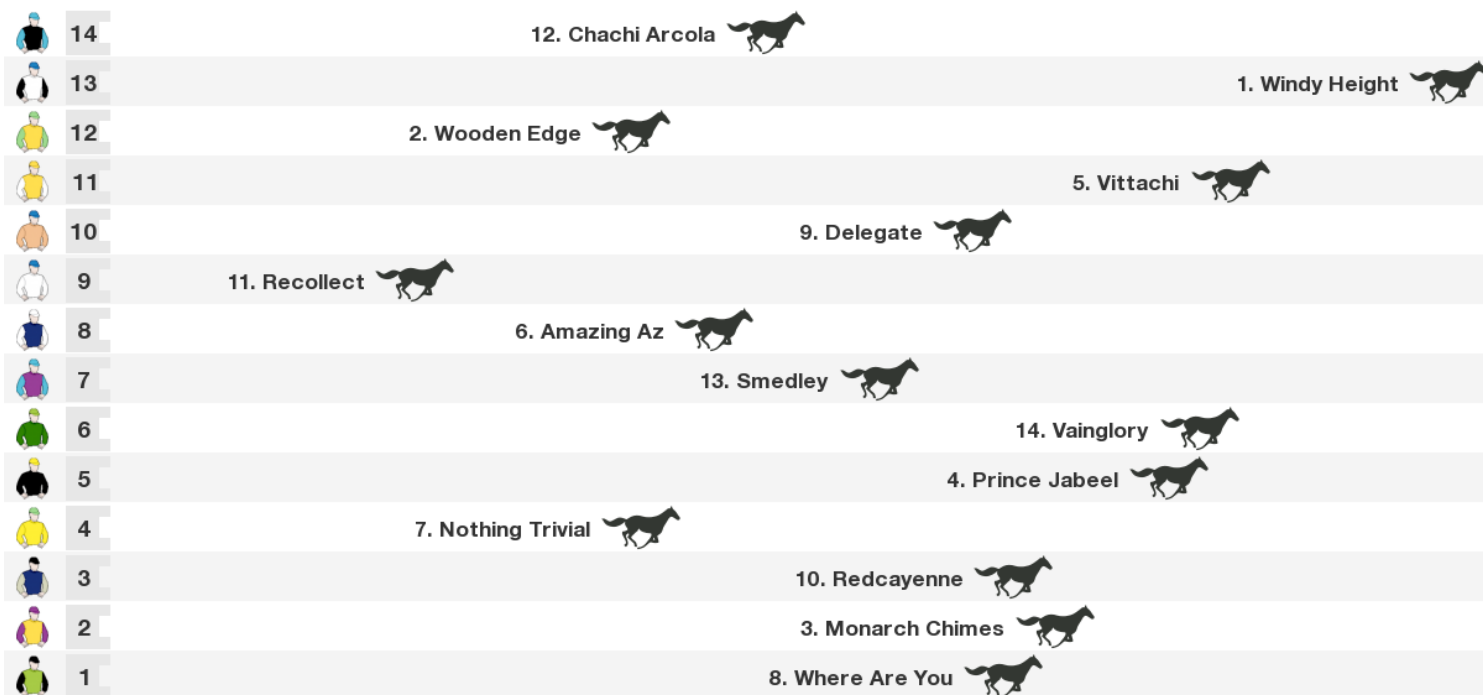 14 12. Chachi Arcola
13 1. Windy Height
12 2. Wooden Edge
11 5. Vittachi
10 9. Delegate
9 11. Recollect
8 6. Amazing Az
7 13. Smedley
6 14. Vainglory
5 4. Prince Jabeel
4 7. Nothing Trivial
3 10. Redcayenne
2 3. Monarch Chimes
1 8. Where Are You